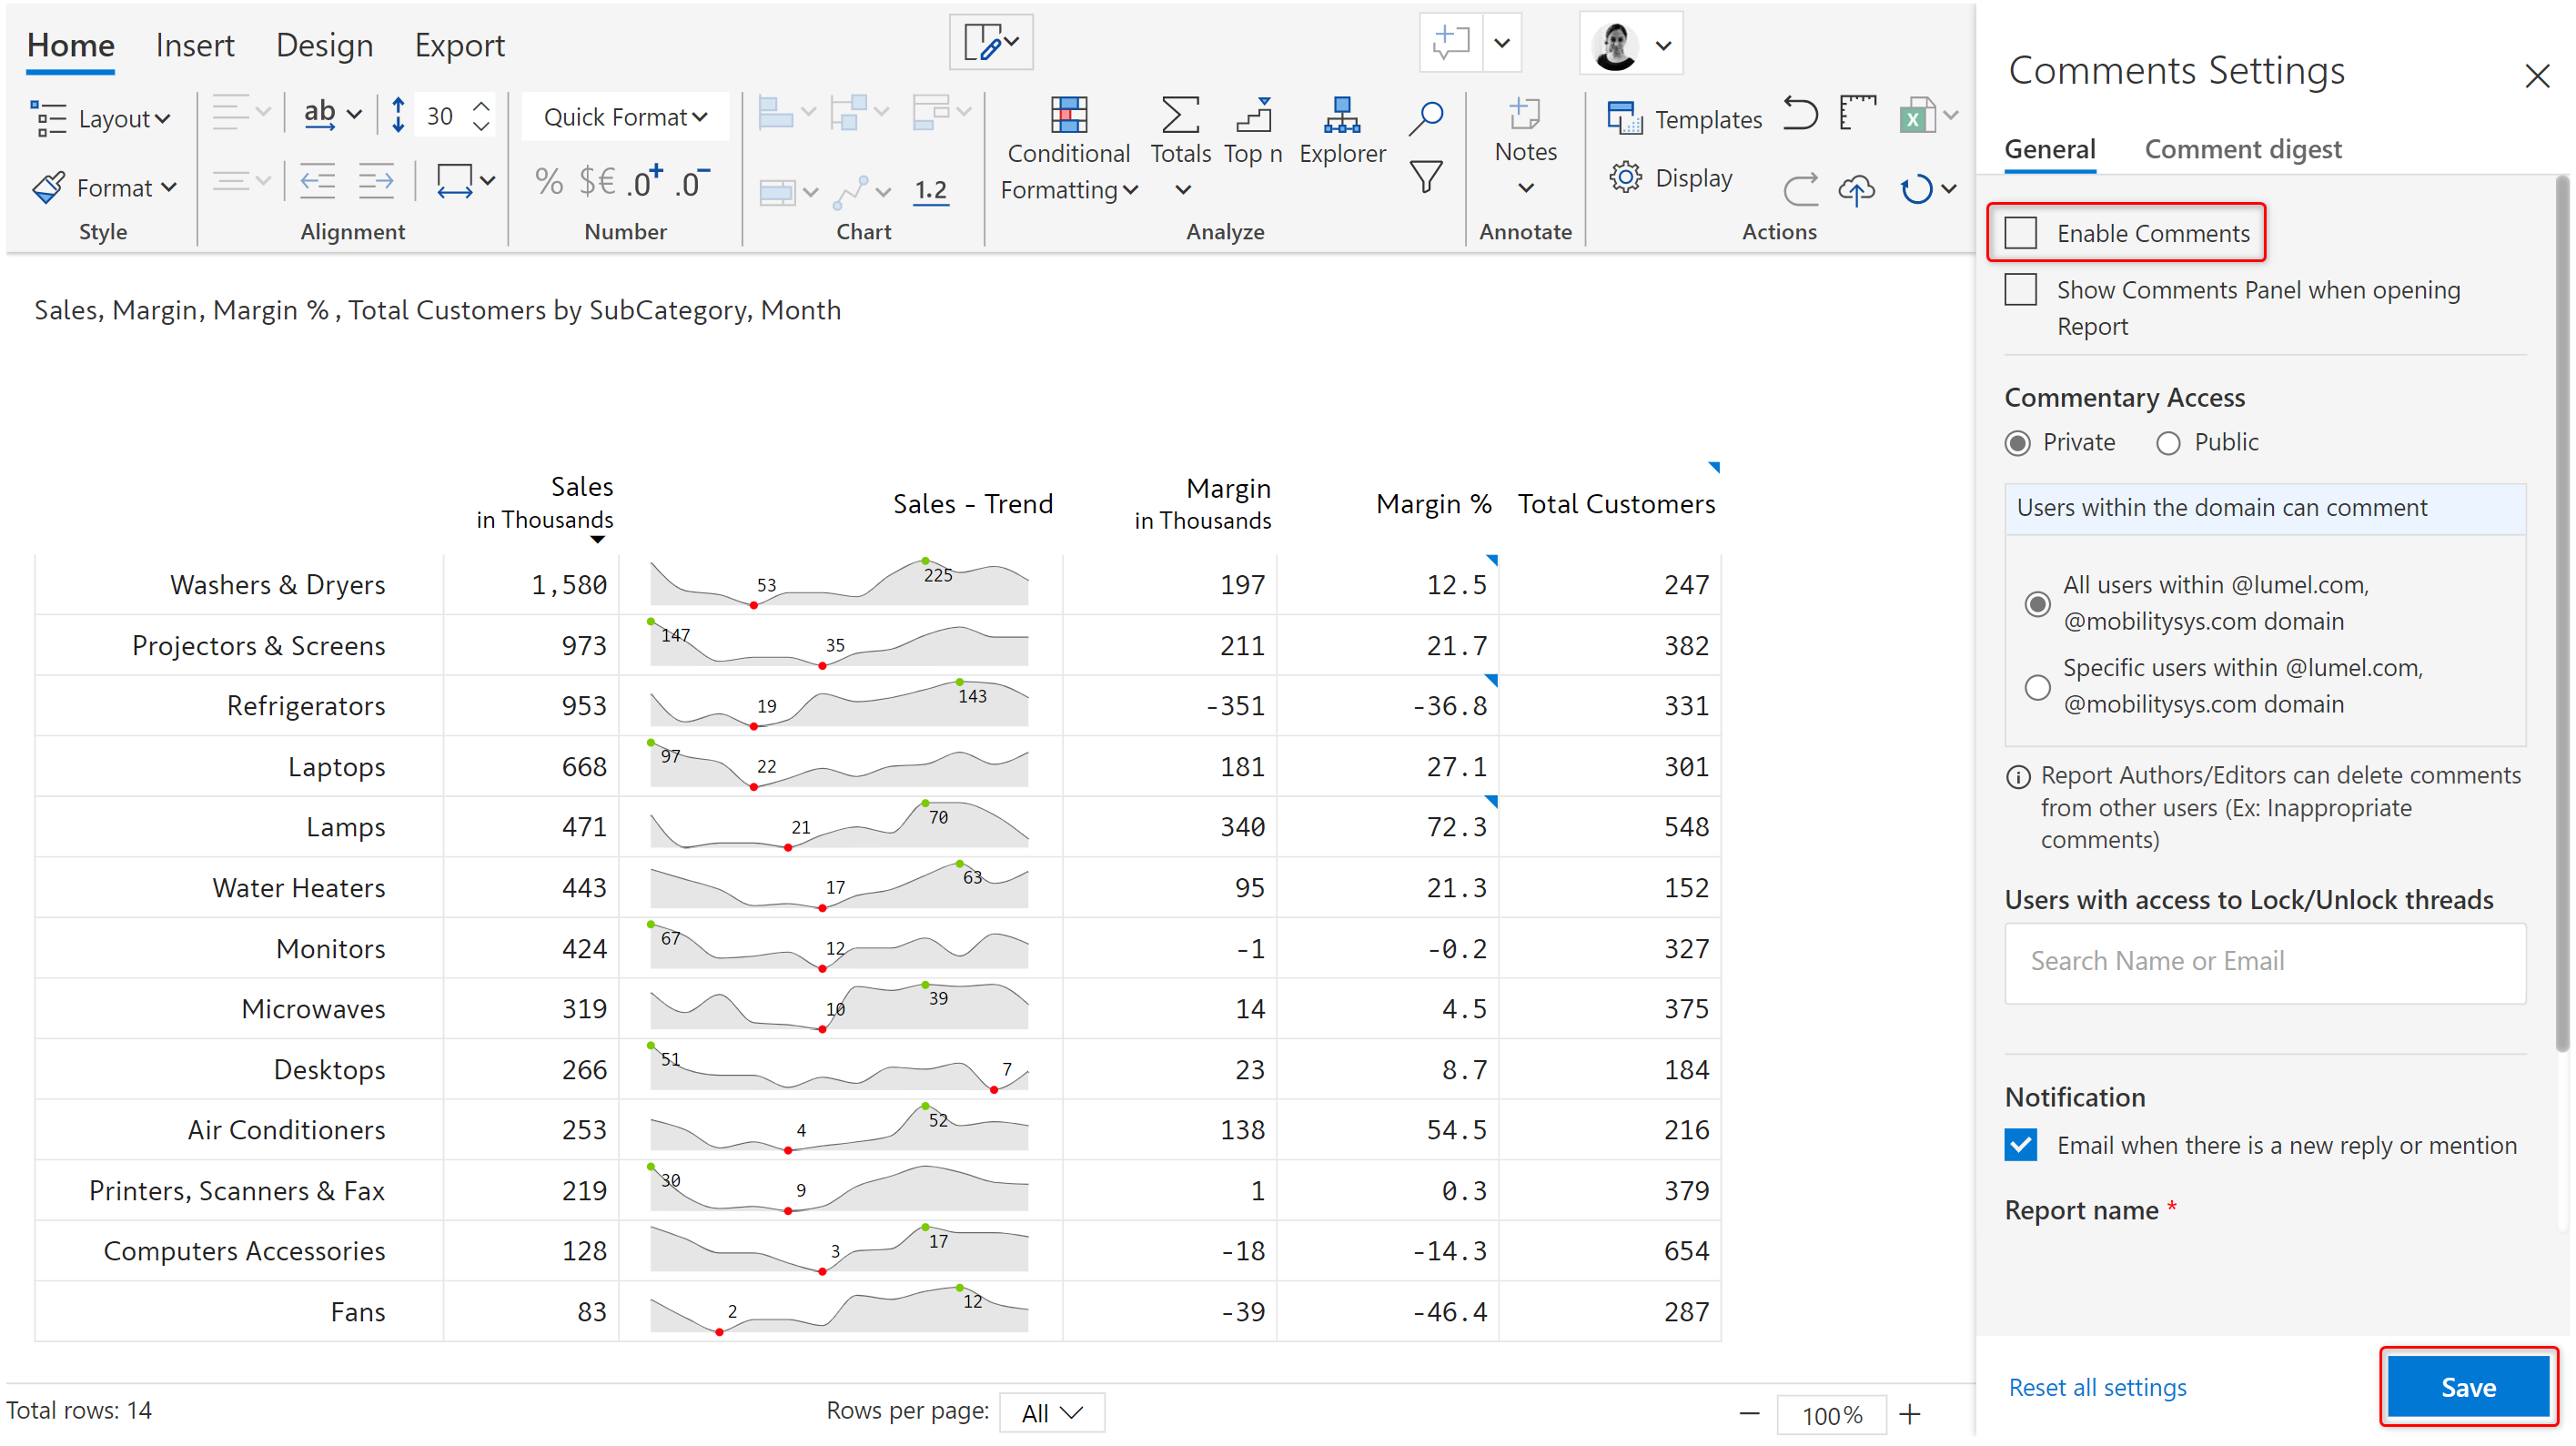 Home Insert Design Export
Layout
ab
30
Quick Format
Format
% $€ .0+ .0-
1.2
Conditional Formatting
Totals
Top n
Explorer
Notes
Templates
Display
X
Style Alignment Number Chart Analyze Annotate Actions
Sales, Margin, Margin % , Total Customers by SubCategory, Month
Sales in Thousands Sales - Trend Margin in Thousands Margin % Total Customers
Washers & Dryers 1,580 53 225 197 12.5 247
Projectors & Screens 973 147 35 211 21.7 382
Refrigerators 953 19 143 -351 -36.8 331
Laptops 668 97 22 181 27.1 301
Lamps 471 21 70 340 72.3 548
Water Heaters 443 17 63 95 21.3 152
Monitors 424 67 12 -1 -0.2 327
Microwaves 319 10 39 14 4.5 375
Desktops 266 51 7 23 8.7 184
Air Conditioners 253 4 52 138 54.5 216
Printers, Scanners & Fax 219 30 9 1 0.3 379
Computers Accessories 128 3 17 -18 -14.3 654
Fans 83 2 12 -39 -46.4 287
Total rows: 14
Rows per page: All
100%
Comments Settings
General Comment digest
Enable Comments
Show Comments Panel when opening
Report
Commentary Access
Private Public
Users within the domain can comment
All users within @lumel.com,
@mobilitysys.com domain
Specific users within @lumel.com,
@mobilitysys.com domain
Report Authors/Editors can delete comments
from other users (Ex: Inappropriate
comments)
Users with access to Lock/Unlock threads
Search Name or Email
Notification
Email when there is a new reply or mention
Report name *
Reset all settings
Save